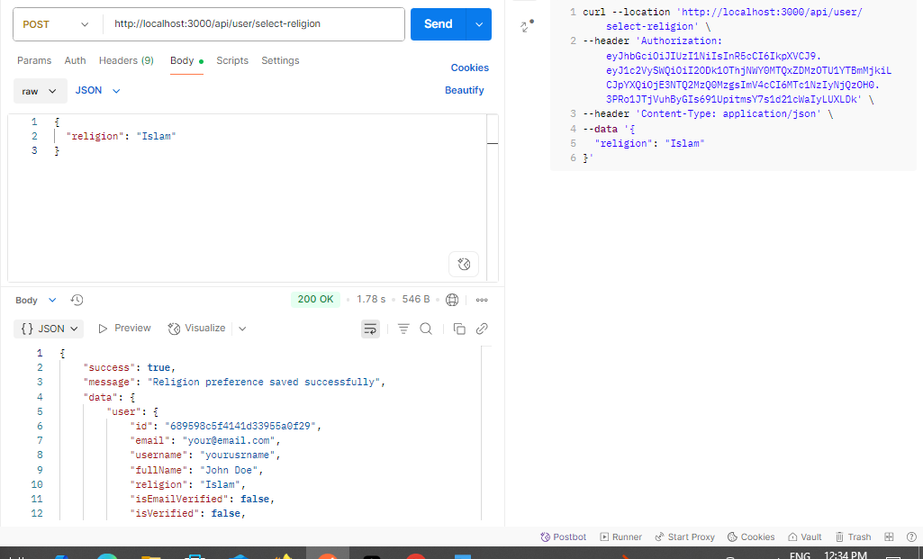 POST
http://localhost:3000/api/user/select-religion
Send
Params Auth Headers (9) Body Scripts Settings
Cookies
raw JSON Beautify
1 {
2 "religion": "Islam"
3 }
Body 200 OK 1.78 s 546 B
{} JSON Preview Visualize
1 {
2 "success": true,
3 "message": "Religion preference saved successfully",
4 "data": {
5 "user": {
6 "id": "689598c5f4141d33955a0f29",
7 "email": "your@email.com",
8 "username": "yourusrname",
9 "fullName": "John Doe",
10 "religion": "Islam",
11 "isEmailVerified": false,
12 "isVerified": false,
1 curl --location 'http://localhost:3000/api/user/
select-religion' \
2 --header 'Authorization:
3 --header 'Content-Type: application/json' \
4 --data '{
5 "religion": "Islam"
6 }'
Postbot Runner Start Proxy Cookies Vault Trash
ENG 12:34 PM